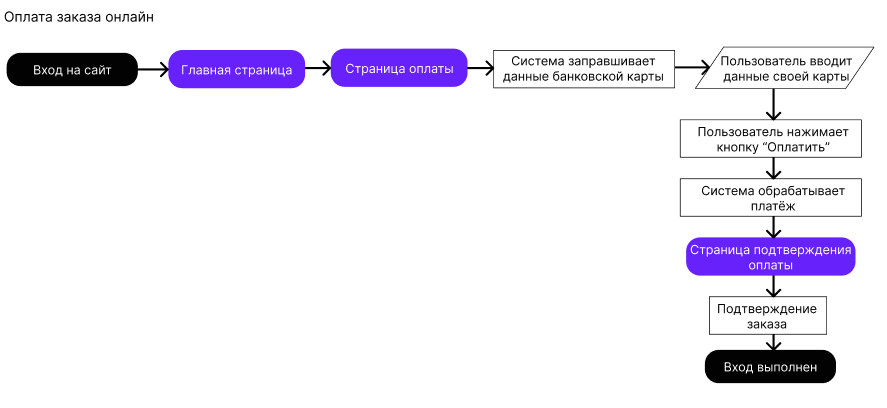 Оплата заказа онлайн
Вход на сайт
Главная страница
Страница оплаты
Система заправшивает
данные банковской карты
Пользователь вводит
данные своей карты
Пользователь нажимает
кнопку “Оплатить”
Система обрабатывает
платёж
Страница подтверждения
оплаты
Подтверждение
заказа
Вход выполнен